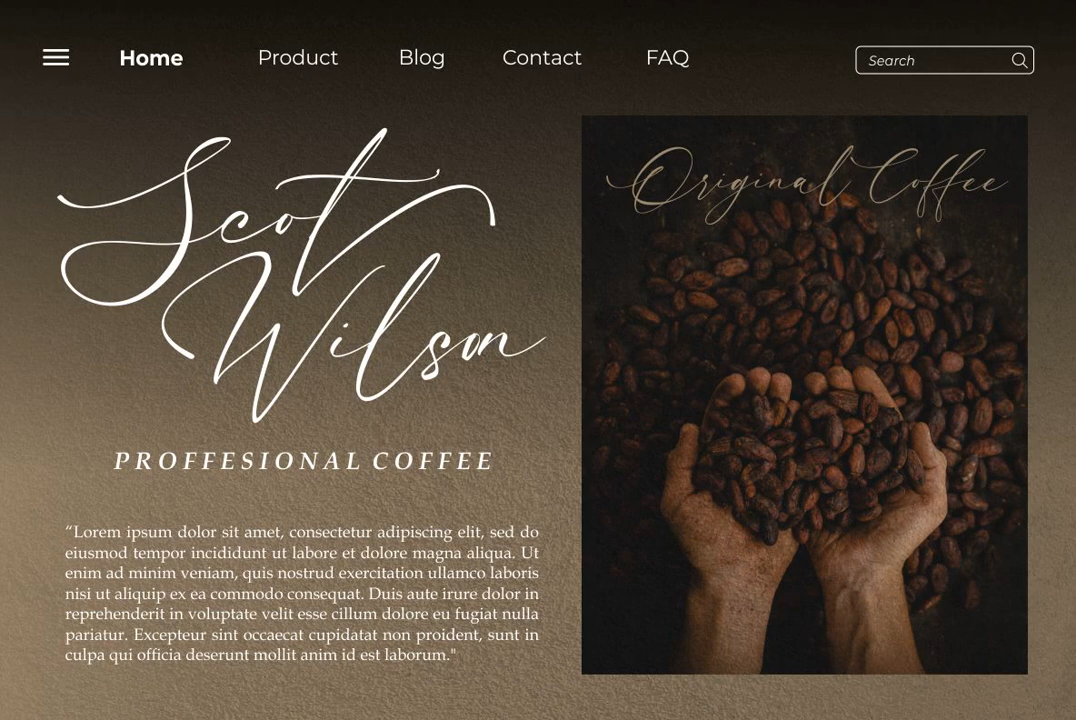 Home Product Blog Contact FAQ Search
Scot
Wilson
PROFFESIONAL COFFEE
“Lorem ipsum dolor sit amet, consectetur adipiscing elit, sed do
eiusmod tempor incididunt ut labore et dolore magna aliqua. Ut
enim ad minim veniam, quis nostrud exercitation ullamco laboris
nisi ut aliquip ex ea commodo consequat. Duis aute irure dolor in
reprehenderit in voluptate velit esse cillum dolore eu fugiat nulla
pariatur. Excepteur sint occaecat cupidatat non proident, sunt in
culpa qui officia deserunt mollit anim id est laborum."
Original Coffee